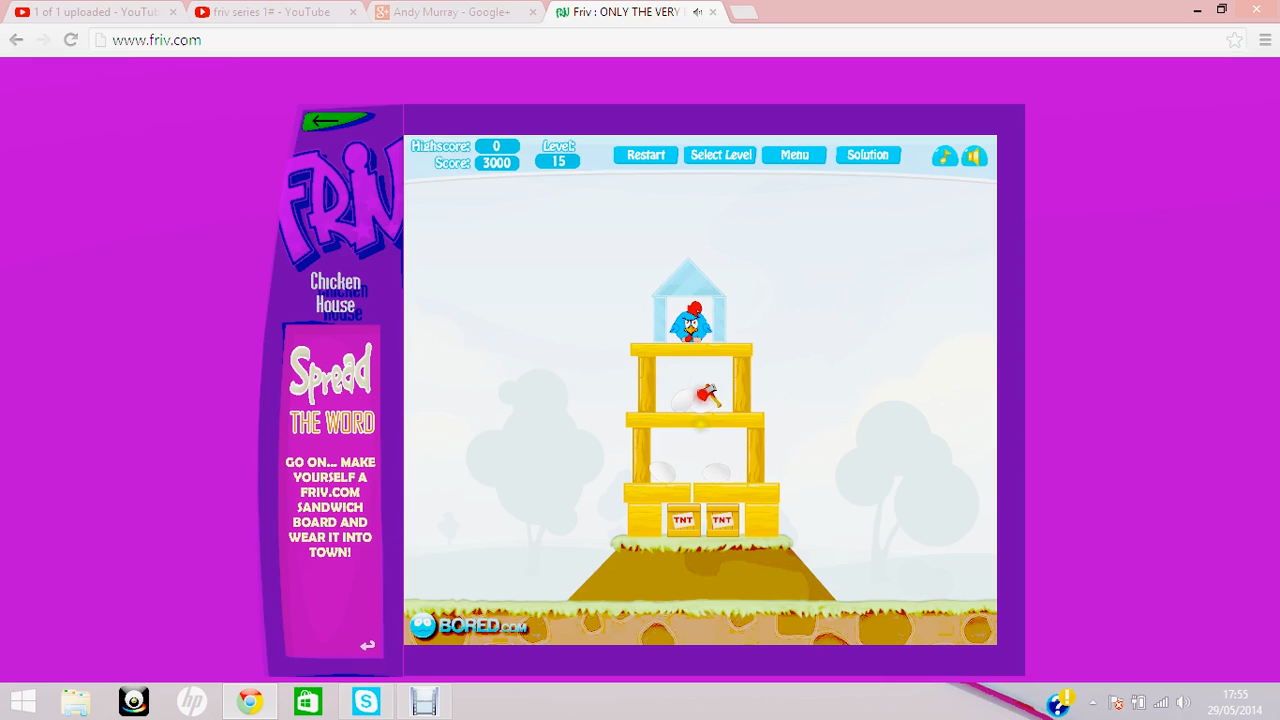 1 of 1 uploaded - YouTub
friv series 1# - YouTube
Andy Murray - Google+
Friv : ONLY THE VERY
www.friv.com
Highscore: 0
Score: 3000
Level:
15
Restart
Select Level
Menu
Solution
FRIV
Chicken
House
Spread
THE WORD
GO ON... MAKE
YOURSELF A
FRIV.COM
SANDWICH
BOARD AND
WEAR IT INTO
TOWN!
TNT
TNT
BORED.COM
hp
17:55
29/05/2014